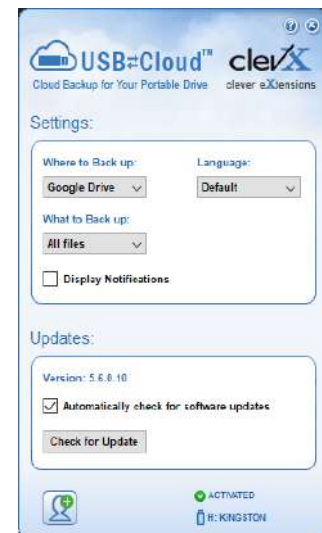 USB⇄Cloud™ clevX
Cloud Backup for Your Portable Drive clever eXtensions
Settings:
Where to Back up: Language:
Google Drive Default
What to Back up:
All files
Display Notifications
Updates:
Version: 5.6.0.10
Automatically check for software updates
Check for Update
ACTIVATED
H: KINGSTON